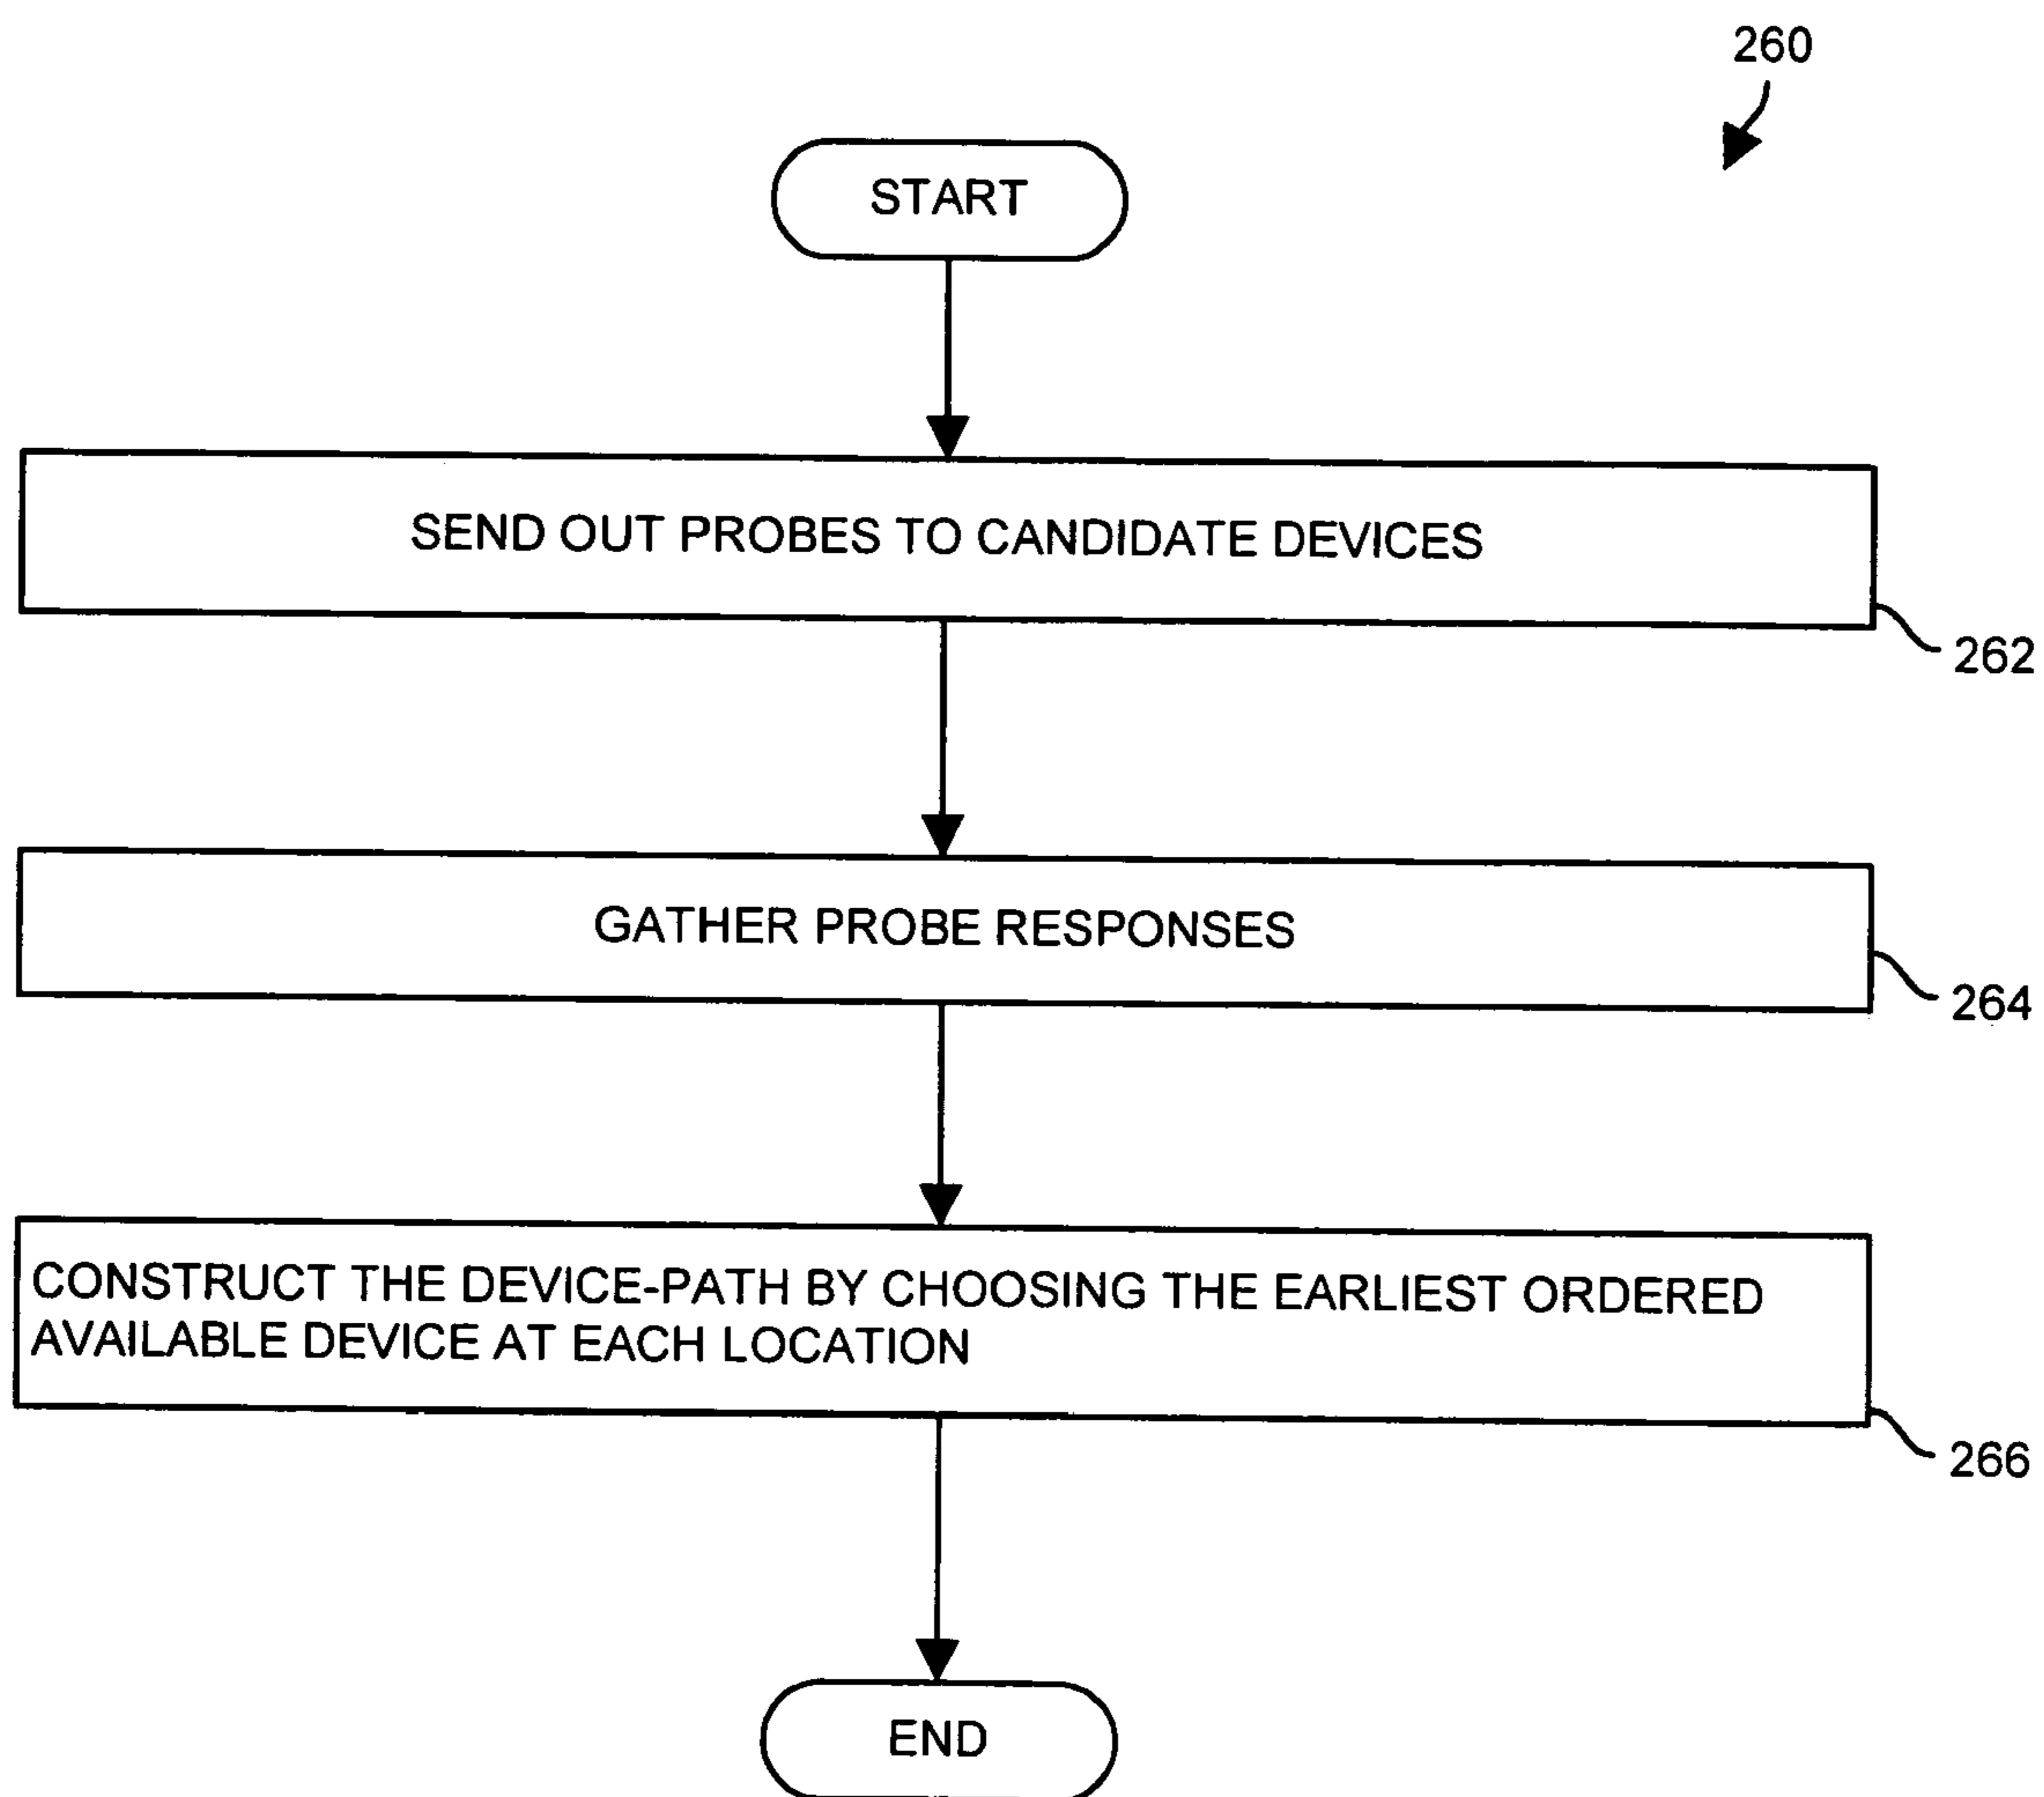 260
START
SEND OUT PROBES TO CANDIDATE DEVICES
262
GATHER PROBE RESPONSES
264
CONSTRUCT THE DEVICE-PATH BY CHOOSING THE EARLIEST ORDERED
AVAILABLE DEVICE AT EACH LOCATION
266
END